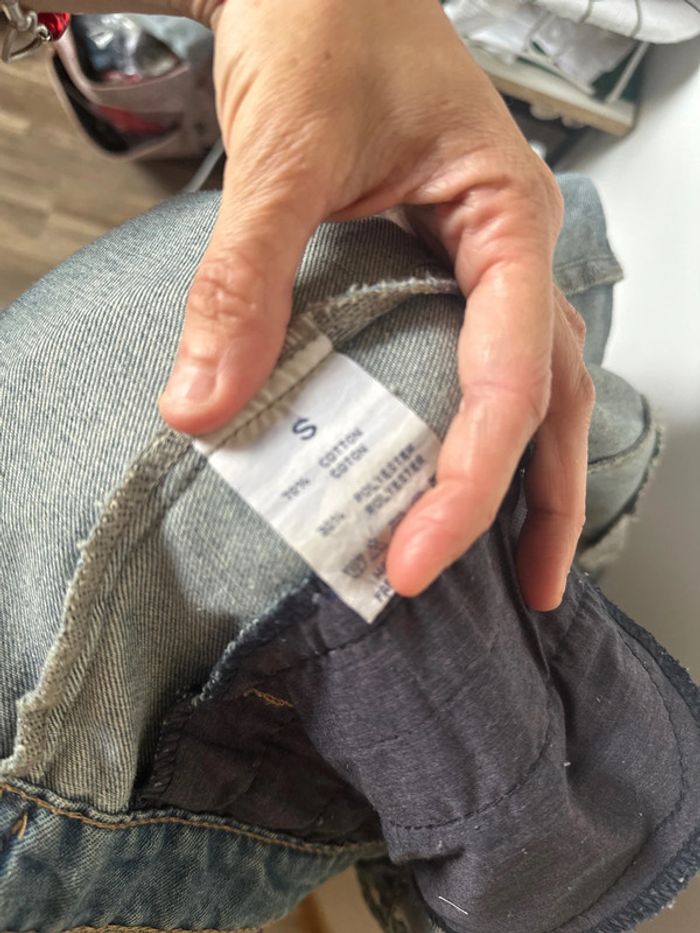 S
70% COTTON
COTON
30% POLYESTER
POLYESTER